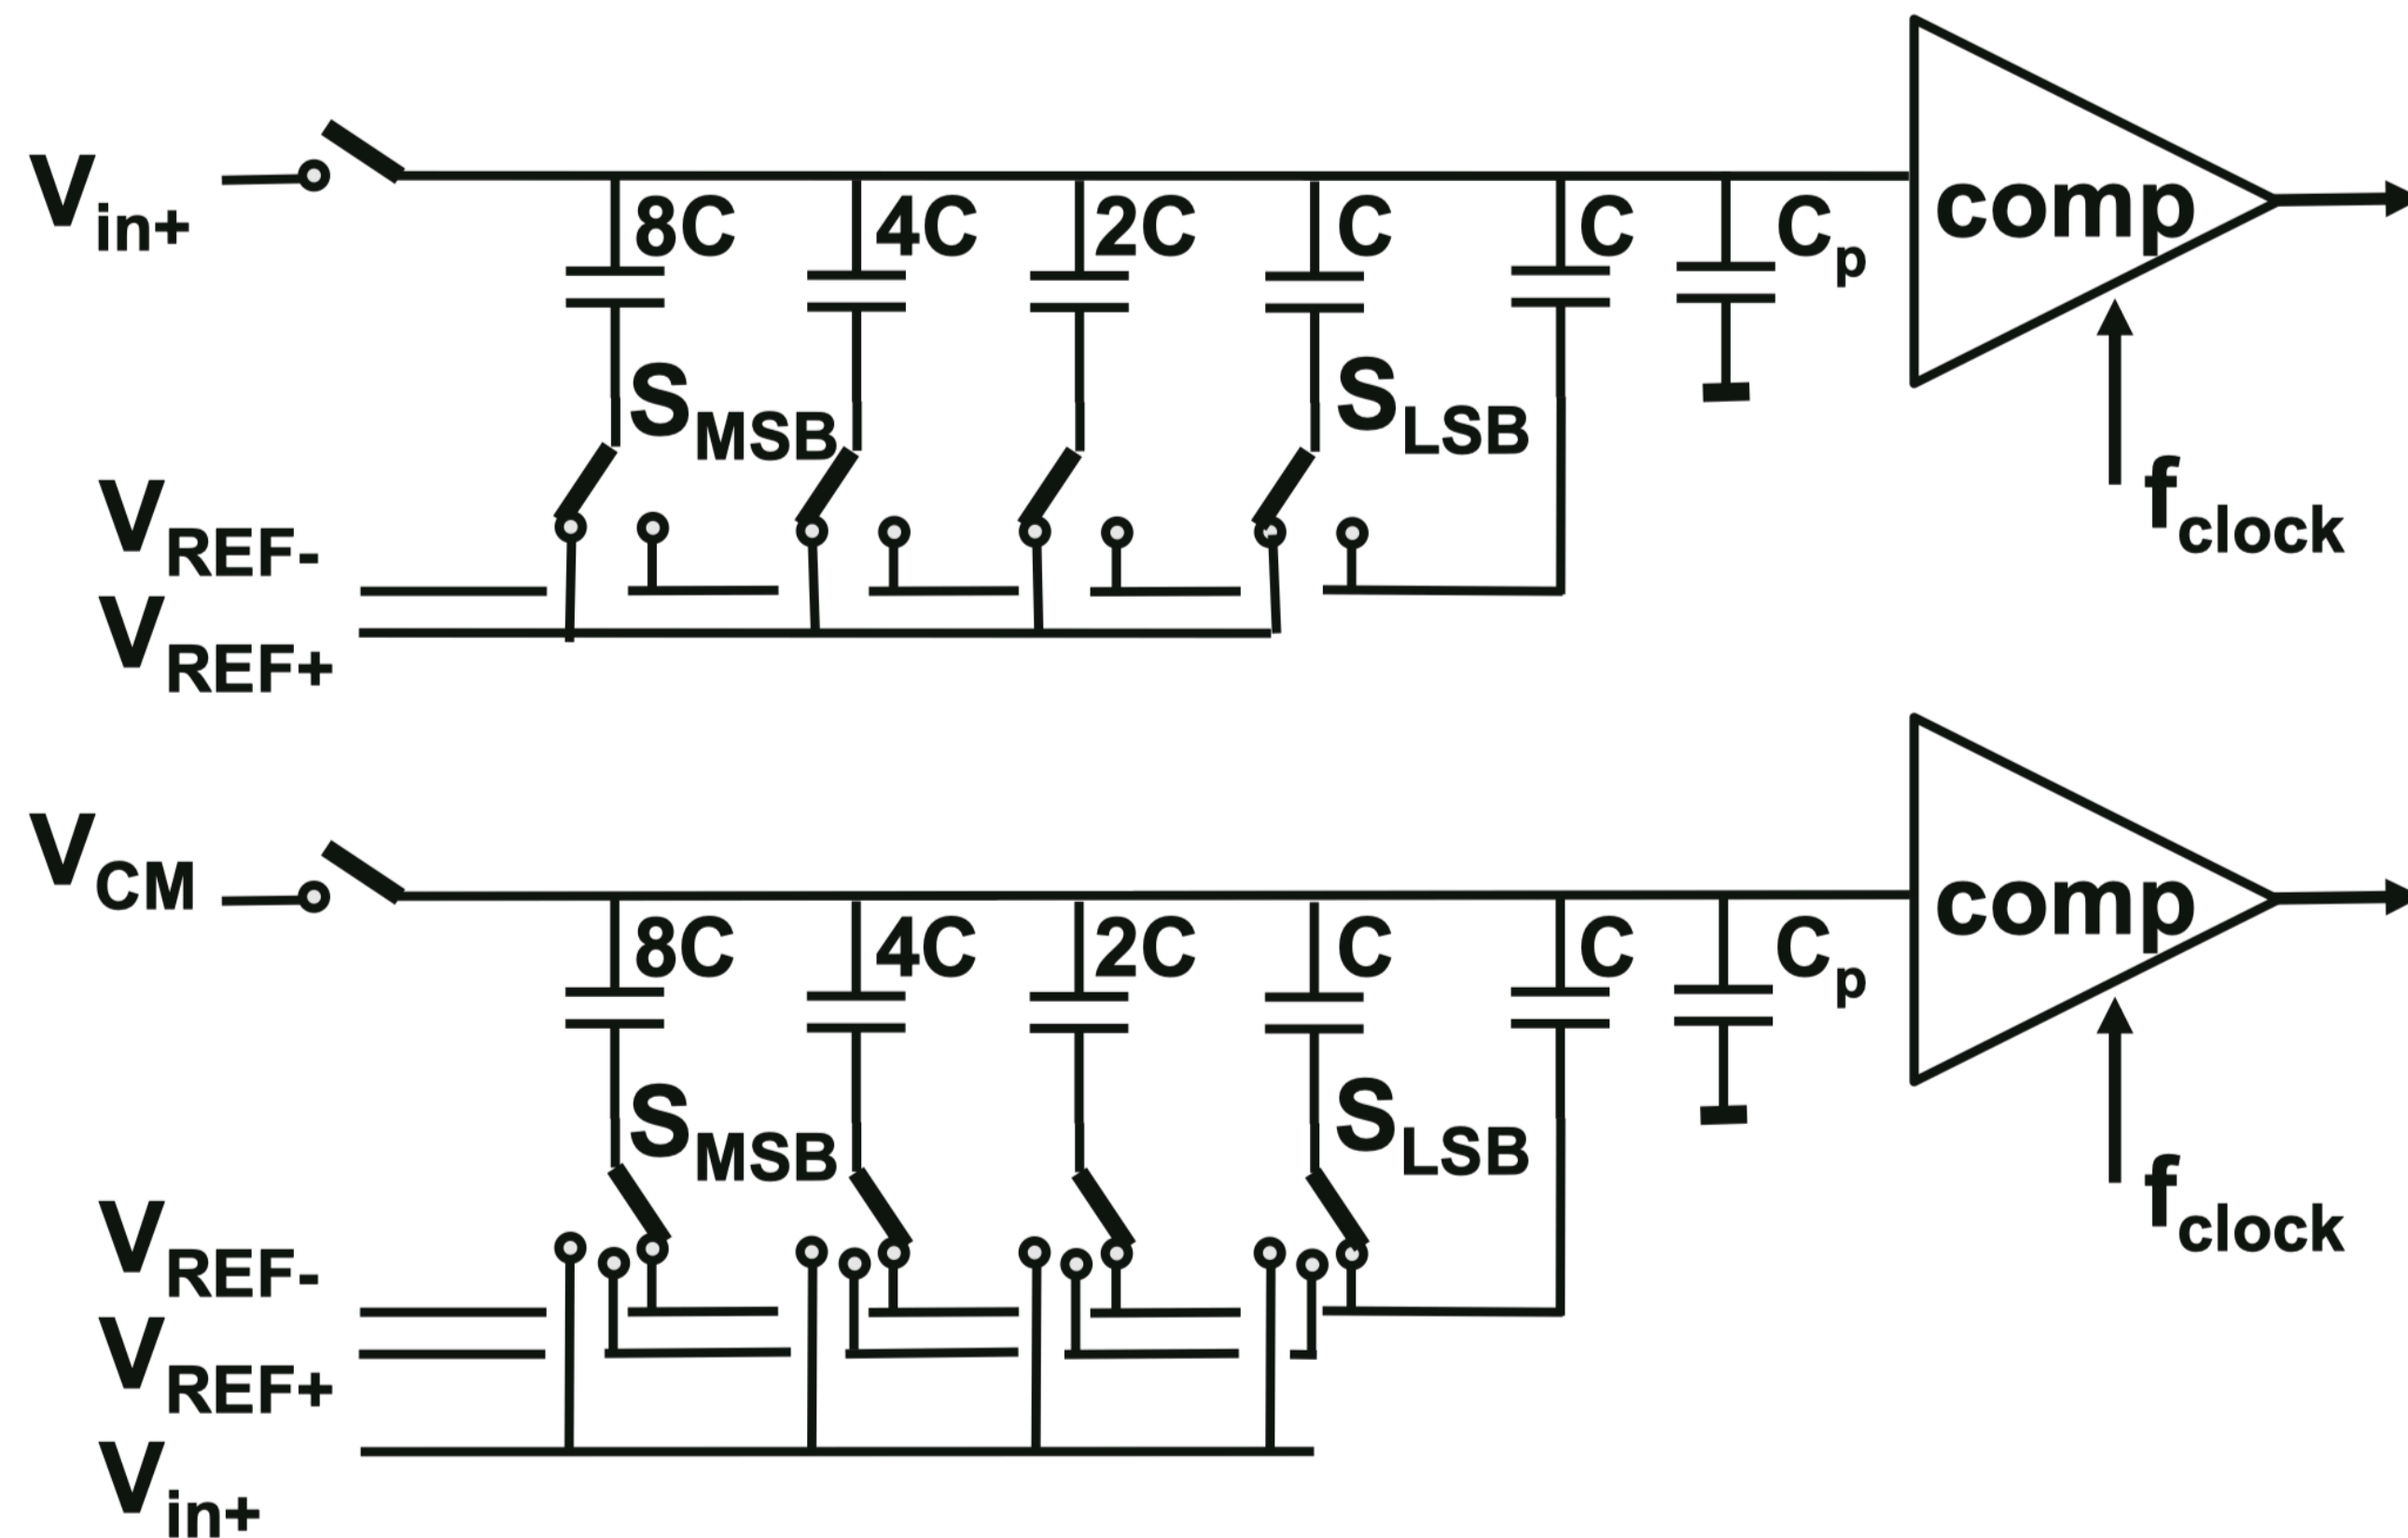 Vin+ 8C 4C 2C C C Cp comp
SMSB SLSB
VREF- fclock
VREF+
VCM 8C 4C 2C C C Cp comp
SMSB SLSB
VREF- fclock
VREF+
Vin+